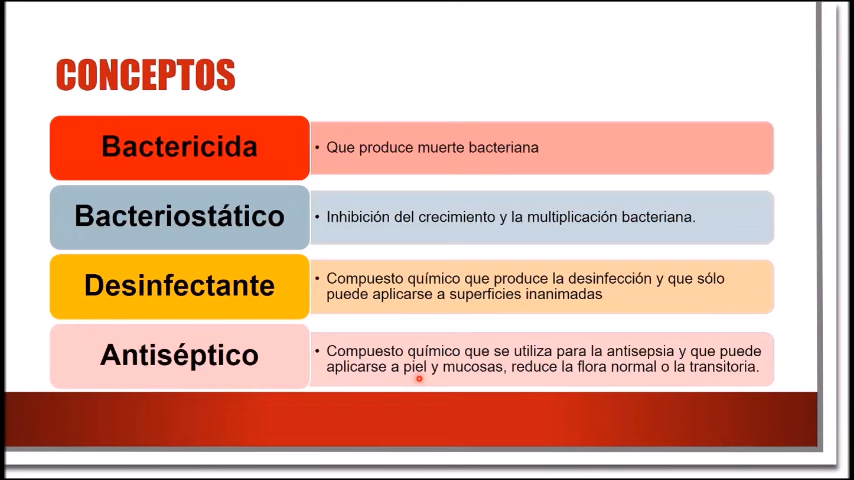 CONCEPTOS
Bactericida
• Que produce muerte bacteriana
Bacteriostático
• Inhibición del crecimiento y la multiplicación bacteriana.
Desinfectante
• Compuesto químico que produce la desinfección y que sólo
puede aplicarse a superficies inanimadas
Antiséptico
• Compuesto químico que se utiliza para la antisepsia y que puede
aplicarse a piel y mucosas, reduce la flora normal o la transitoria.